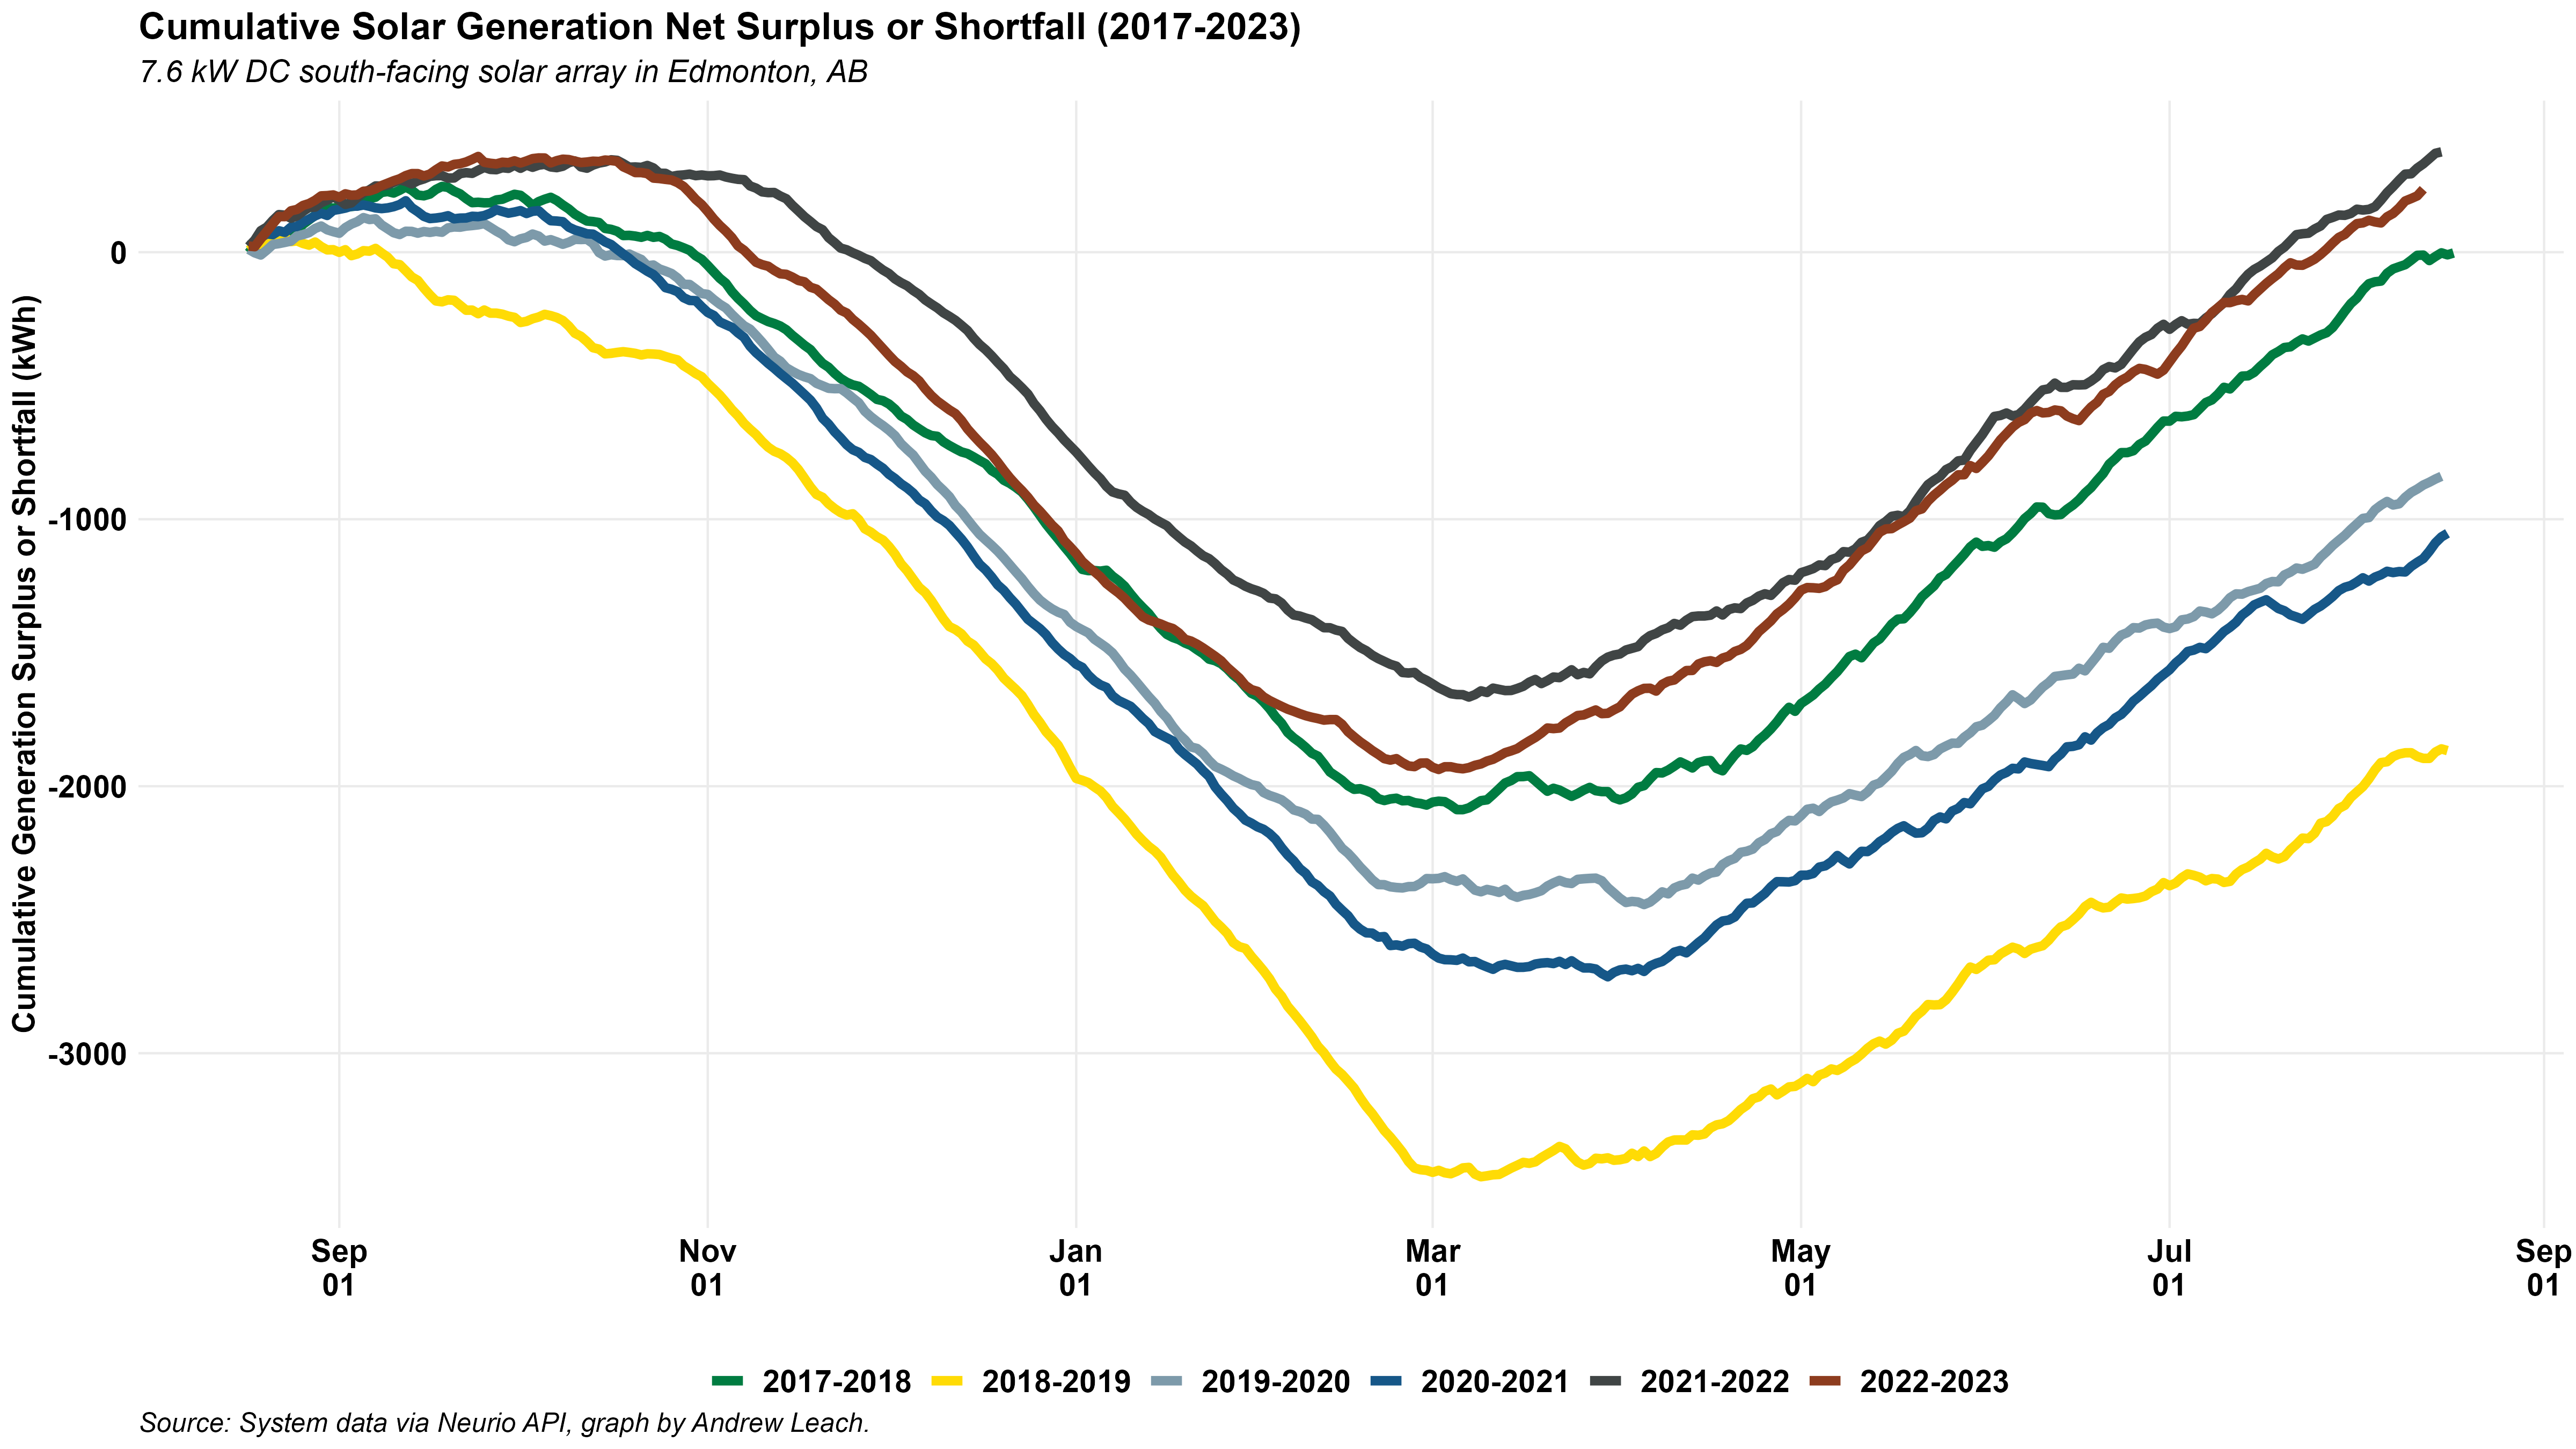 Cumulative Solar Generation Net Surplus or Shortfall (2017-2023)
7.6 kW DC south-facing solar array in Edmonton, AB
Cumulative Generation Surplus or Shortfall (kWh)
0
-1000
-2000
-3000
Sep 01
Nov 01
Jan 01
Mar 01
May 01
Jul 01
Sep 01
2017-2018
2018-2019
2019-2020
2020-2021
2021-2022
2022-2023
Source: System data via Neurio API, graph by Andrew Leach.